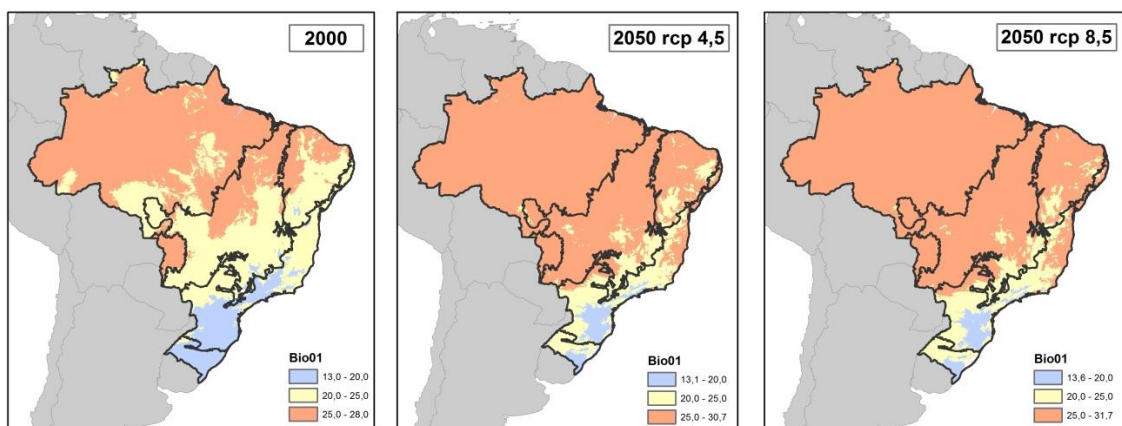 2000
Bio01
13,0 - 20,0
20,0 - 25,0
25,0 - 28,0
2050 rcp 4,5
Bio01
13,1 - 20,0
20,0 - 25,0
25,0 - 30,7
2050 rcp 8,5
Bio01
13,6 - 20,0
20,0 - 25,0
25,0 - 31,7